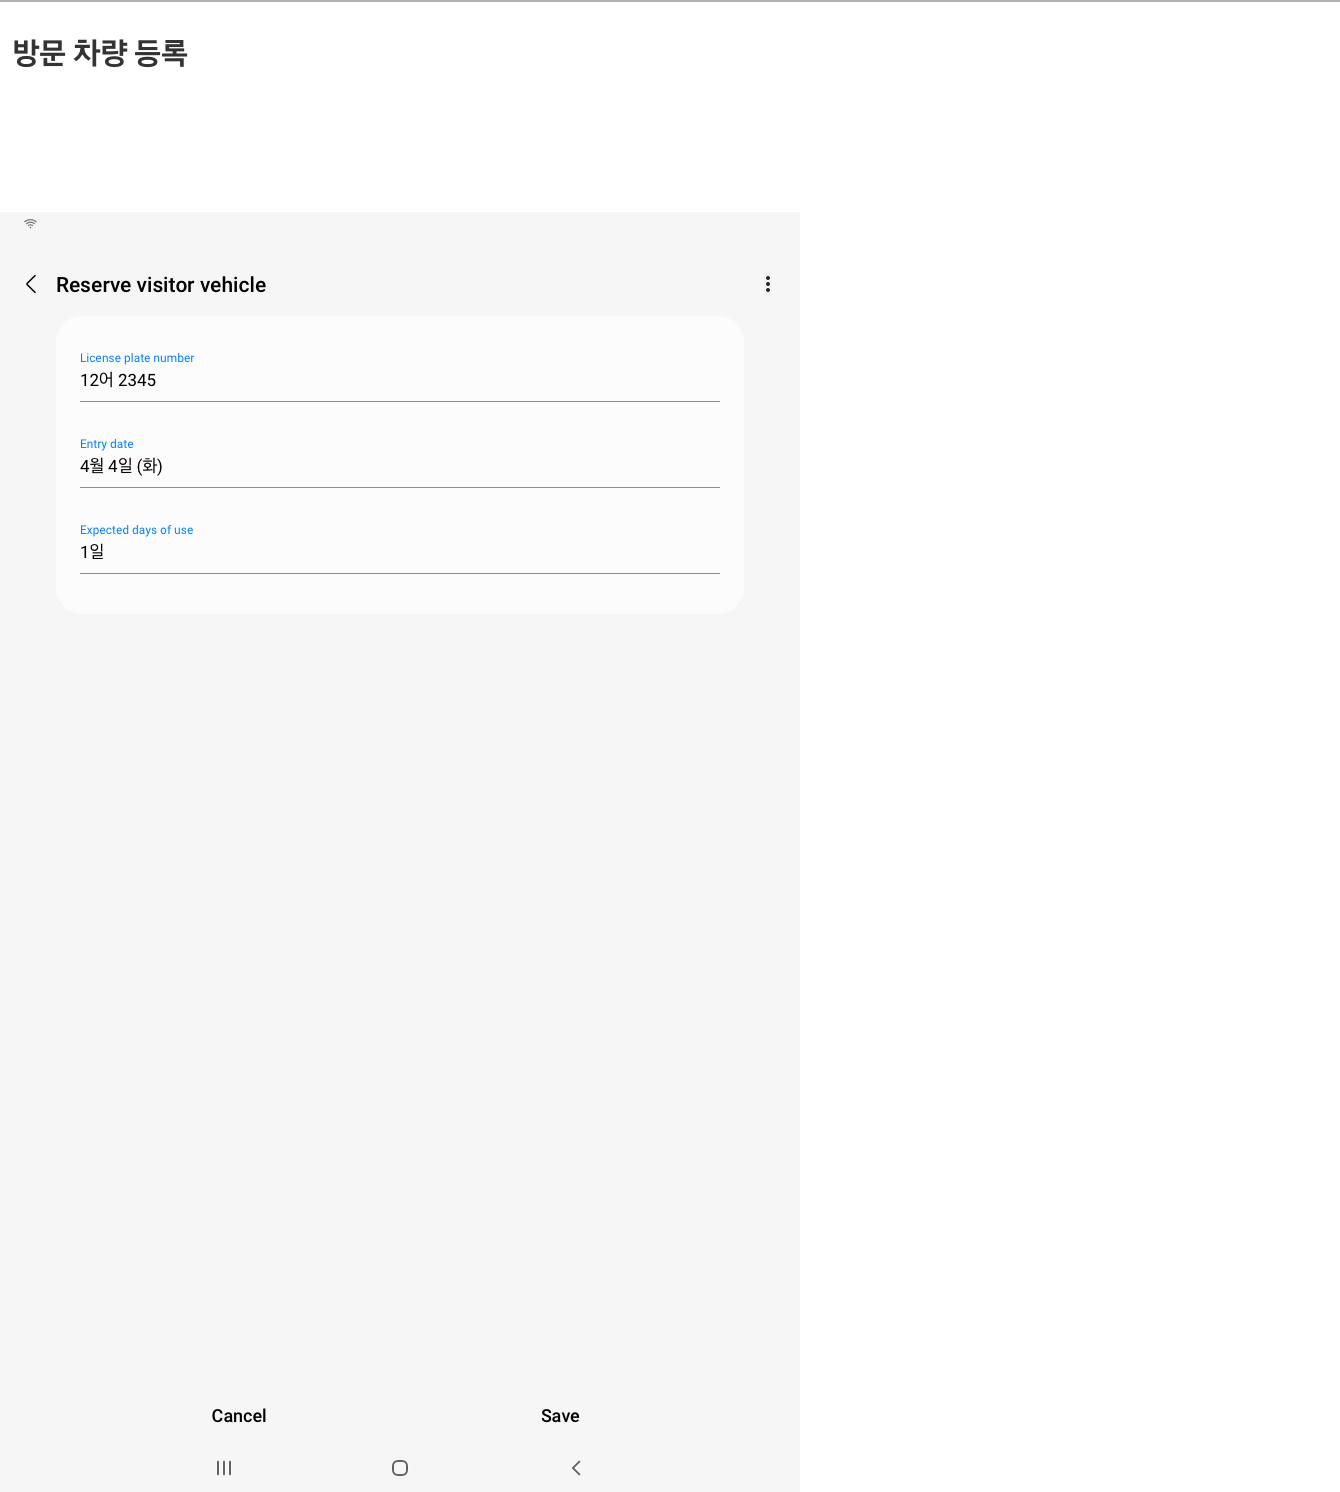 방문 차량 등록
Reserve visitor vehicle
License plate number
12어 2345
Entry date
4월 4일 (화)
Expected days of use
1일
Cancel
Save